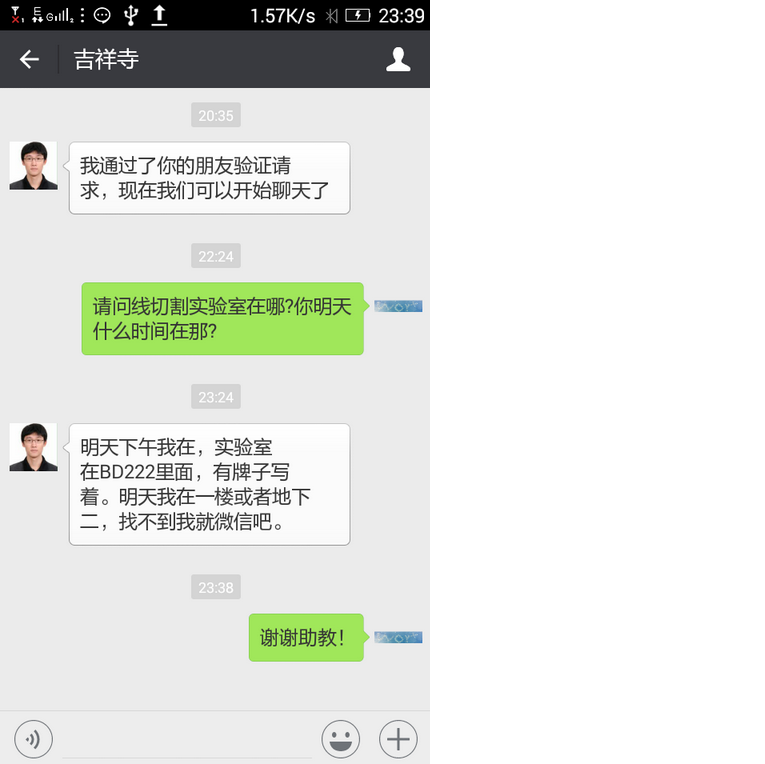 1.57K/s 23:39
吉祥寺
20:35
我通过了你的朋友验证请
求，现在我们可以开始聊天了
22:24
请问线切割实验室在哪?你明天
什么时间在那?
23:24
明天下午我在，实验室
在BD222里面，有牌子写
着。明天我在一楼或者地下
二，找不到我就微信吧。
23:38
谢谢助教！